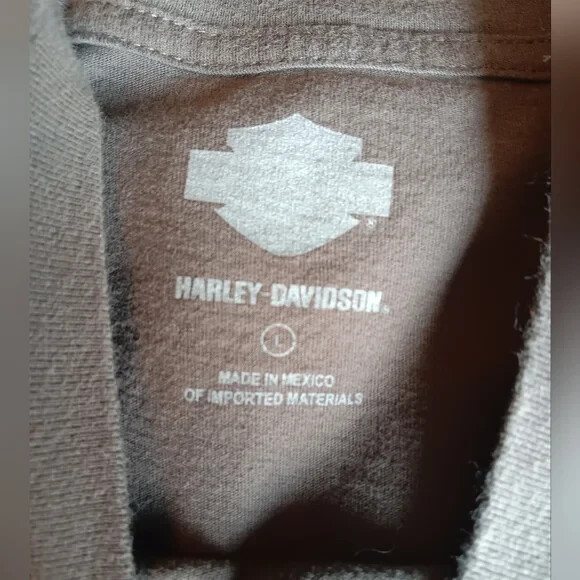 HARLEY-DAVIDSON
L
MADE IN MEXICO
OF IMPORTED MATERIALS